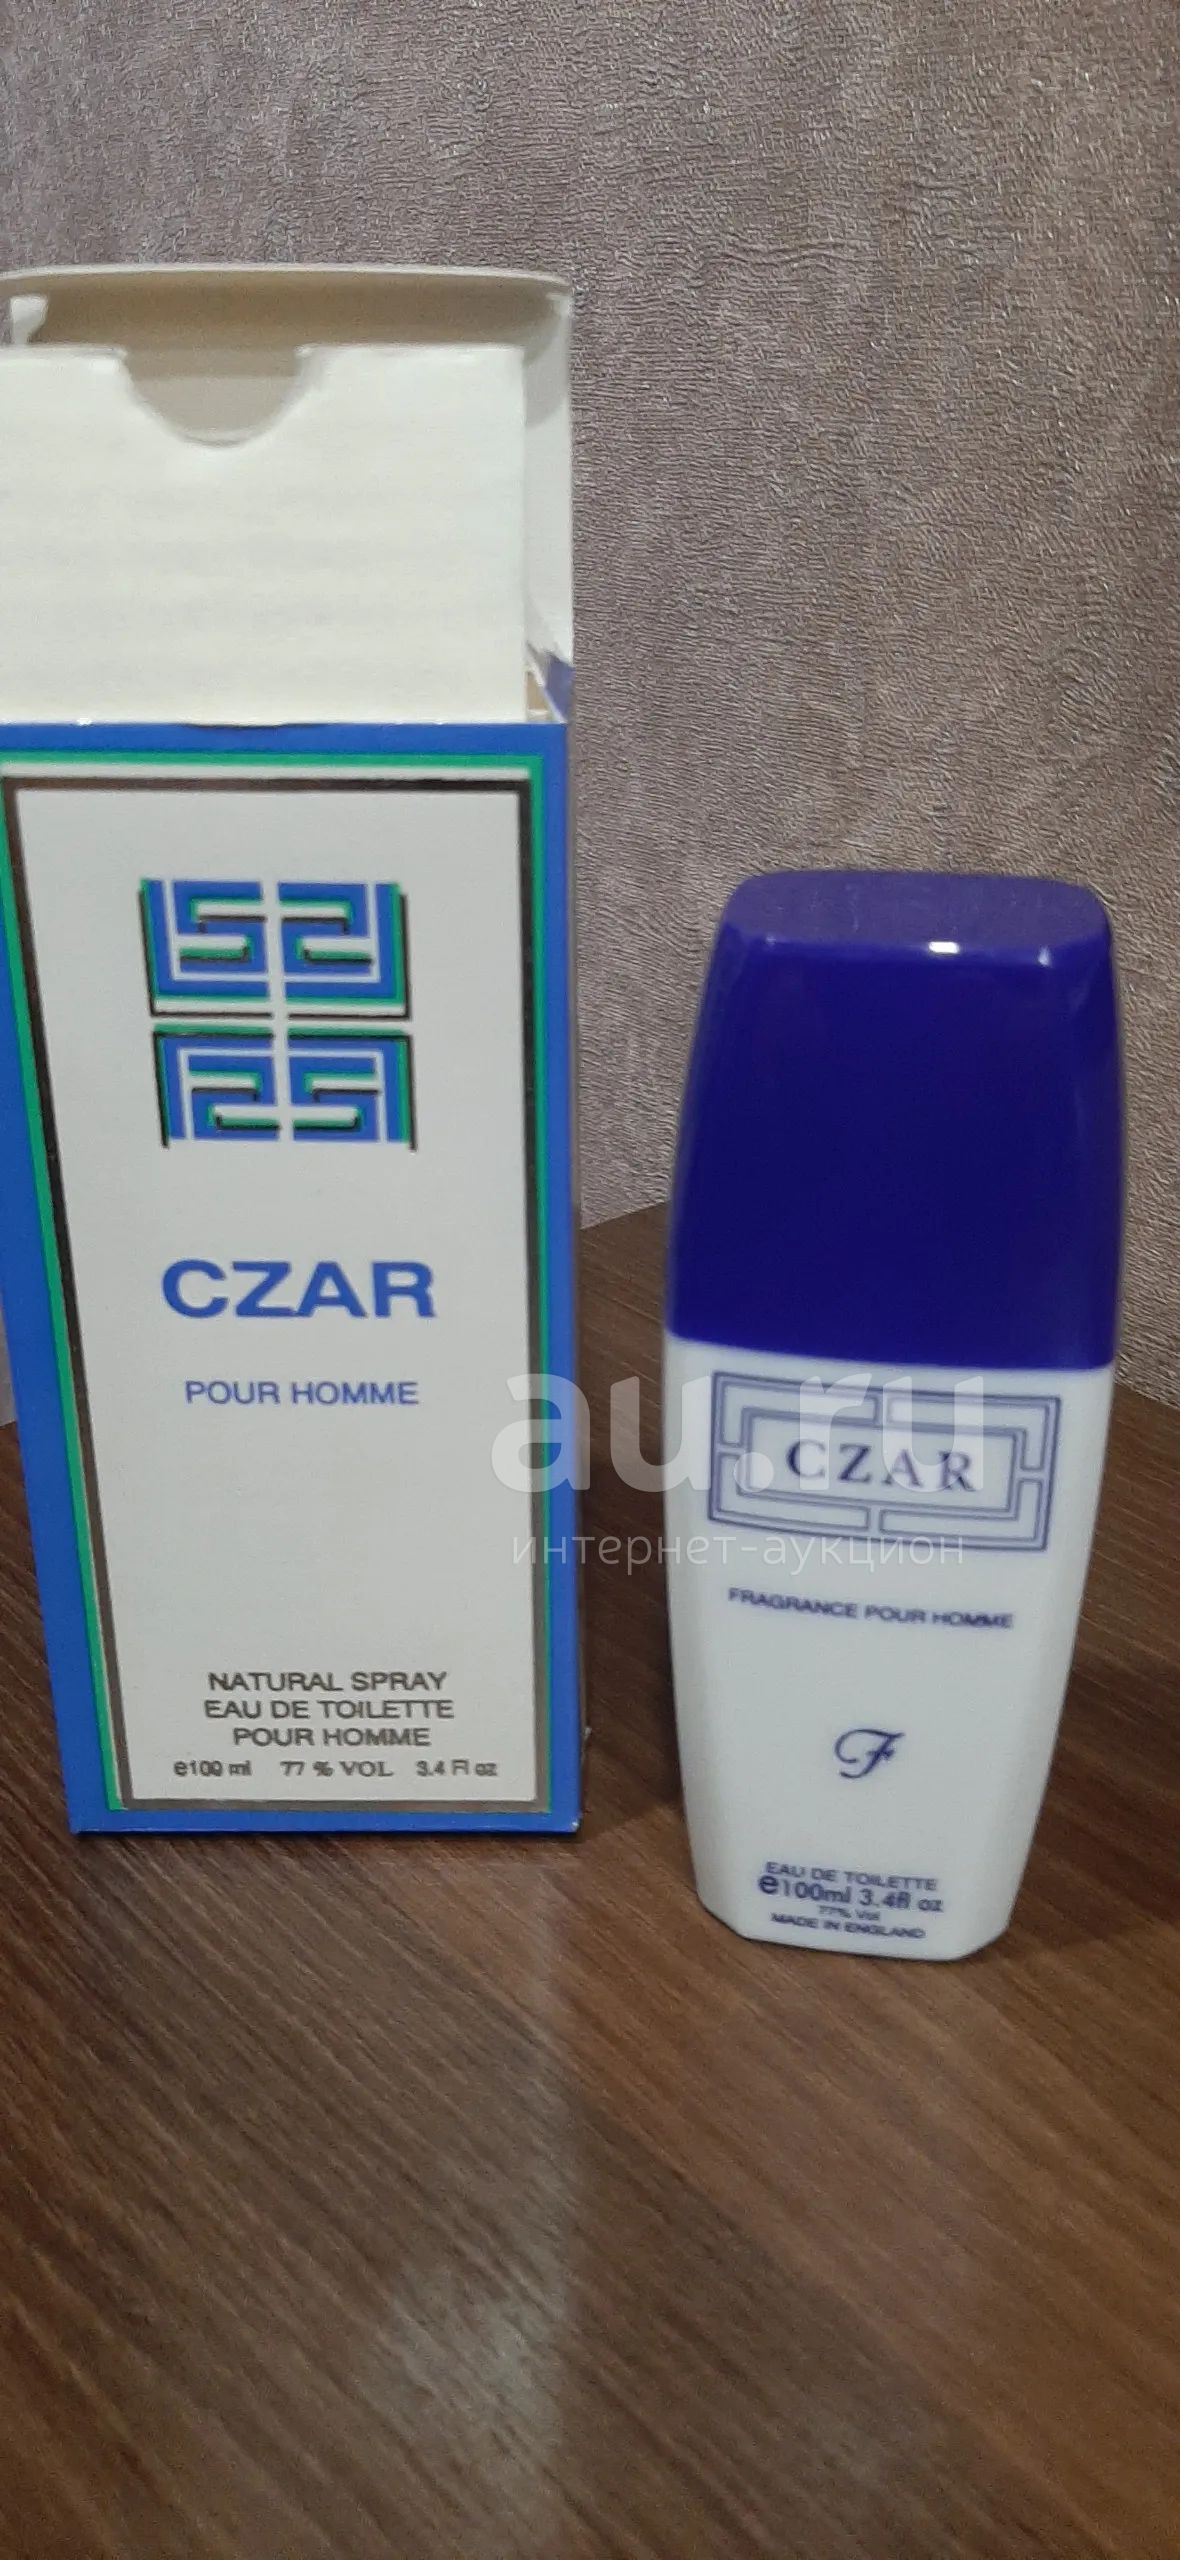 CZAR
POUR HOMME
NATURAL SPRAY
EAU DE TOILETTE
POUR HOMME
e100 ml 77 % VOL 3.4 Fl oz
CZAR
FRAGRANCE POUR HOMME
F
EAU DE TOILETTE
e100ml 3.4fl oz
77% Vol
MADE IN ENGLAND
au.ru
интернет-аукцион